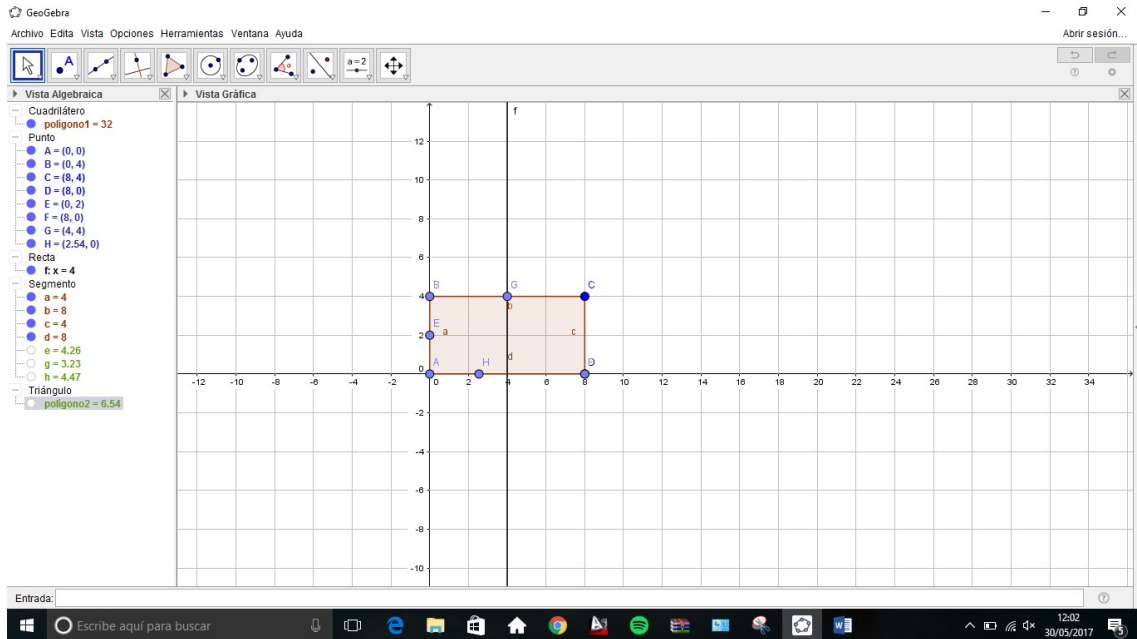 GeoGebra
Archivo Edita Vista Opciones Herramientas Ventana Ayuda
Abrir sesión...
A
a=2
Vista Algebraica
Vista Gráfica
Cuadrilátero
poligono1 = 32
Punto
A = (0, 0)
B = (0, 4)
C = (8, 4)
D = (8, 0)
E = (0, 2)
F = (8, 0)
G = (4, 4)
H = (2.54, 0)
Recta
f: x = 4
Segmento
a = 4
b = 8
c = 4
d = 8
e = 4.26
g = 3.23
h = 4.47
Triángulo
poligono2 = 6.54
f
12
10
8
6
4
2
0
-2
-4
-6
-8
-10
B G C
b
E a c
A H d D
-12 -10 -8 -6 -4 -2 0 2 4 6 8 10 12 14 16 18 20 22 24 26 28 30 32 34
Entrada:
Escribe aquí para buscar
12:02
30/05/2017